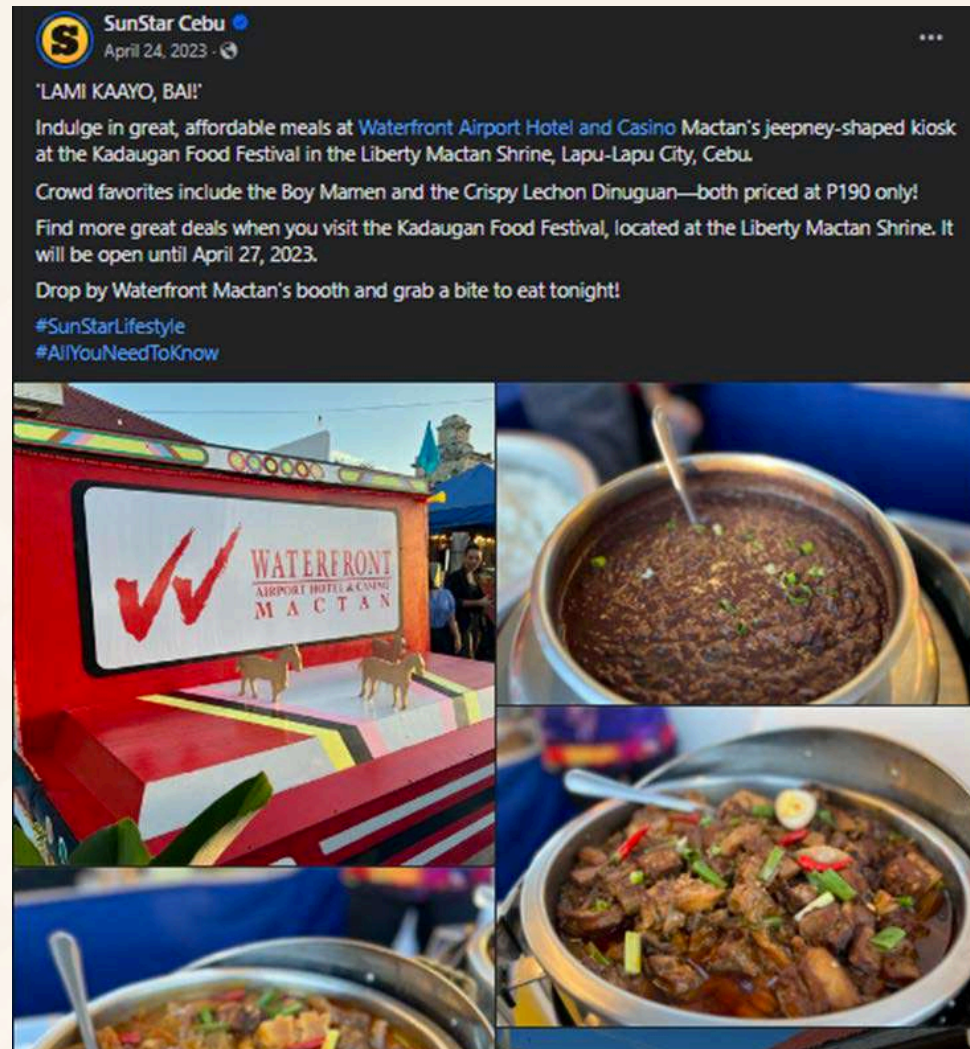 SunStar Cebu
April 24, 2023 ·
'LAMI KAAYO, BAI!'
Indulge in great, affordable meals at Waterfront Airport Hotel and Casino Mactan's jeepney-shaped kiosk
at the Kadaugan Food Festival in the Liberty Mactan Shrine, Lapu-Lapu City, Cebu.
Crowd favorites include the Boy Mamen and the Crispy Lechon Dinuguan—both priced at P190 only!
Find more great deals when you visit the Kadaugan Food Festival, located at the Liberty Mactan Shrine. It
will be open until April 27, 2023.
Drop by Waterfront Mactan's booth and grab a bite to eat tonight!
#SunStarLifestyle
#AllYouNeedToKnow
WATERFRONT
AIRPORT HOTEL & CASINO
MACTAN